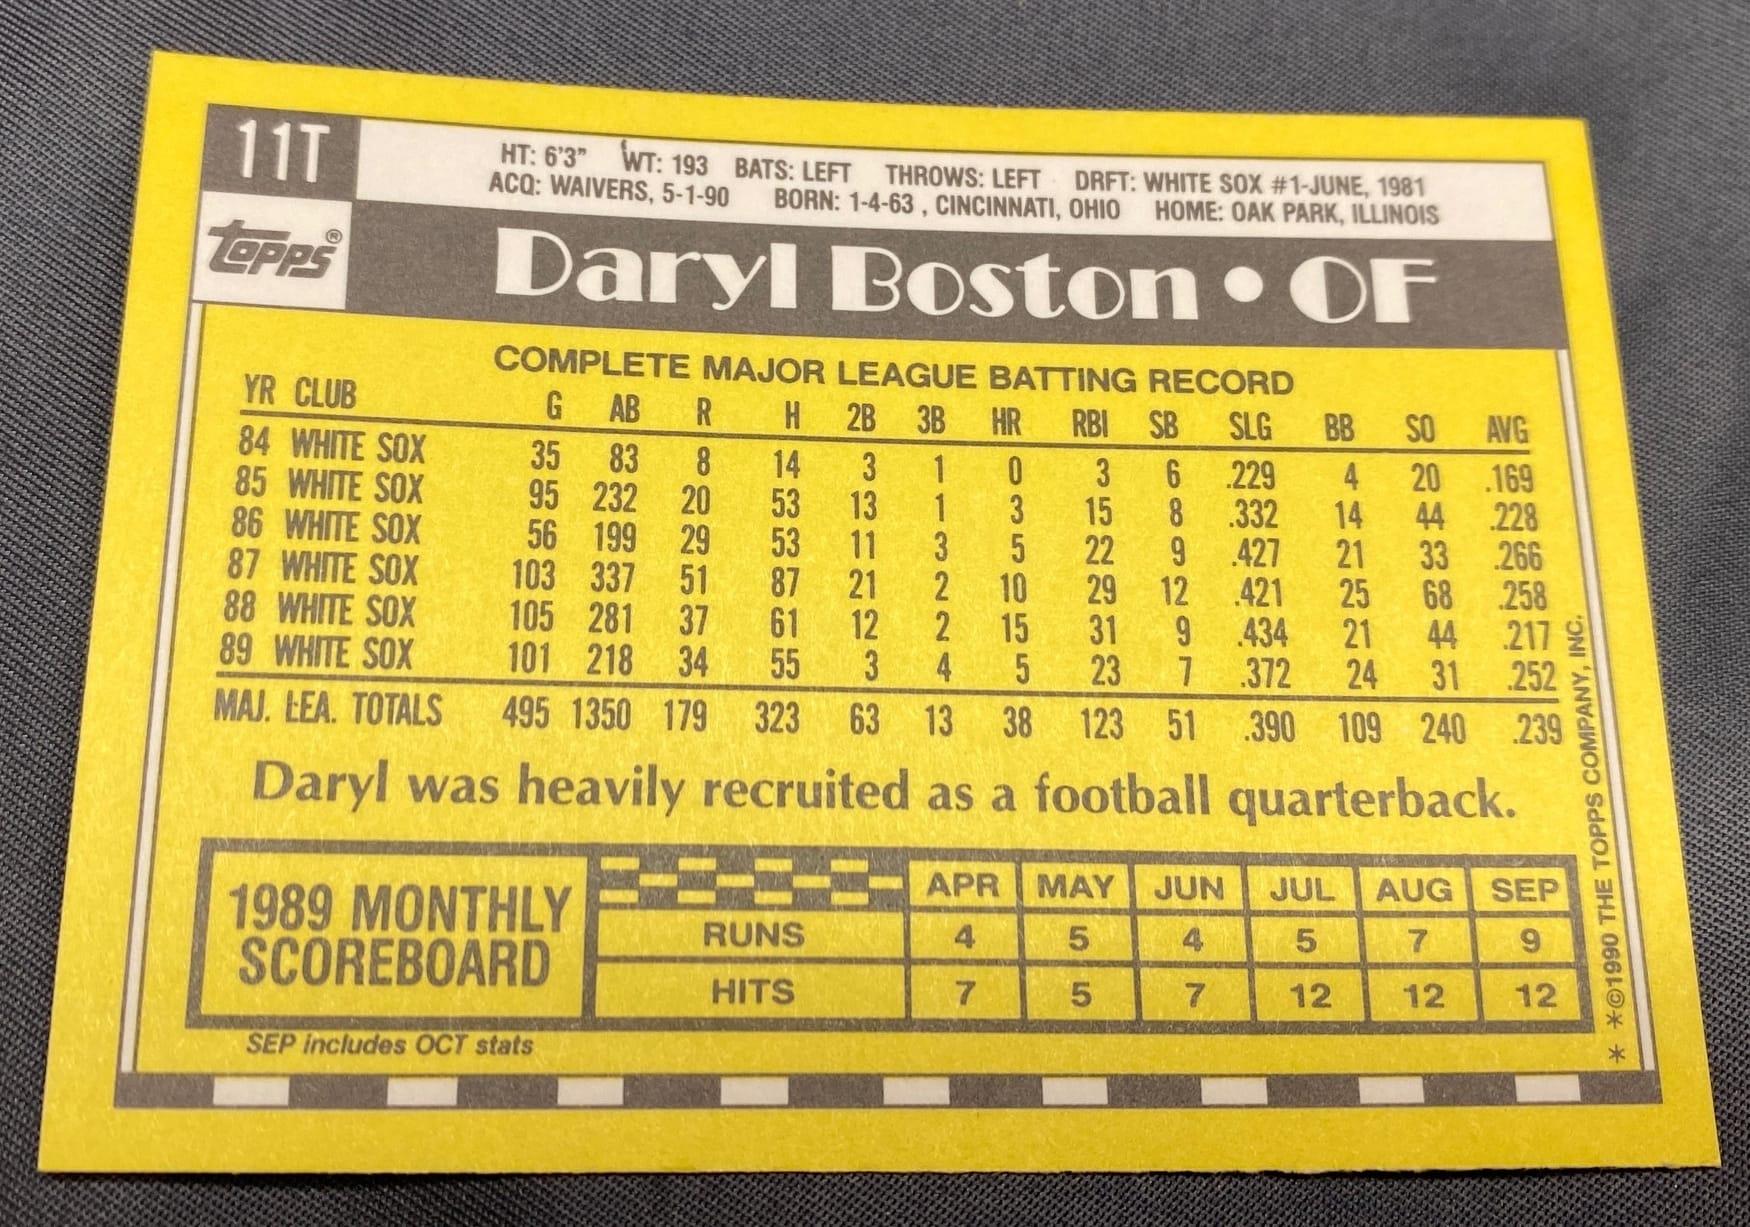 11T
HT: 6'3" WT: 193 BATS: LEFT THROWS: LEFT DRFT: WHITE SOX #1-JUNE, 1981
ACQ: WAIVERS, 5-1-90 BORN: 1-4-63 , CINCINNATI, OHIO HOME: OAK PARK, ILLINOIS
topps®
Daryl Boston • OF
COMPLETE MAJOR LEAGUE BATTING RECORD
YR CLUB G AB R H 2B 3B HR RBI SB SLG BB SO AVG
84 WHITE SOX 35 83 8 14 3 1 0 3 6 .229 4 20 .169
85 WHITE SOX 95 232 20 53 13 1 3 15 8 .332 14 44 .228
86 WHITE SOX 56 199 29 53 11 3 5 22 9 .427 21 33 .266
87 WHITE SOX 103 337 51 87 21 2 10 29 12 .421 25 68 .258
88 WHITE SOX 105 281 37 61 12 2 15 31 9 .434 21 44 .217
89 WHITE SOX 101 218 34 55 3 4 5 23 7 .372 24 31 .252
MAJ. LEA. TOTALS 495 1350 179 323 63 13 38 123 51 .390 109 240 .239
Daryl was heavily recruited as a football quarterback.
1989 MONTHLY
SCOREBOARD
APR MAY JUN JUL AUG SEP
RUNS 4 5 4 5 7 9
HITS 7 5 7 12 12 12
SEP includes OCT stats
* *©1990 THE TOPPS COMPANY, INC.